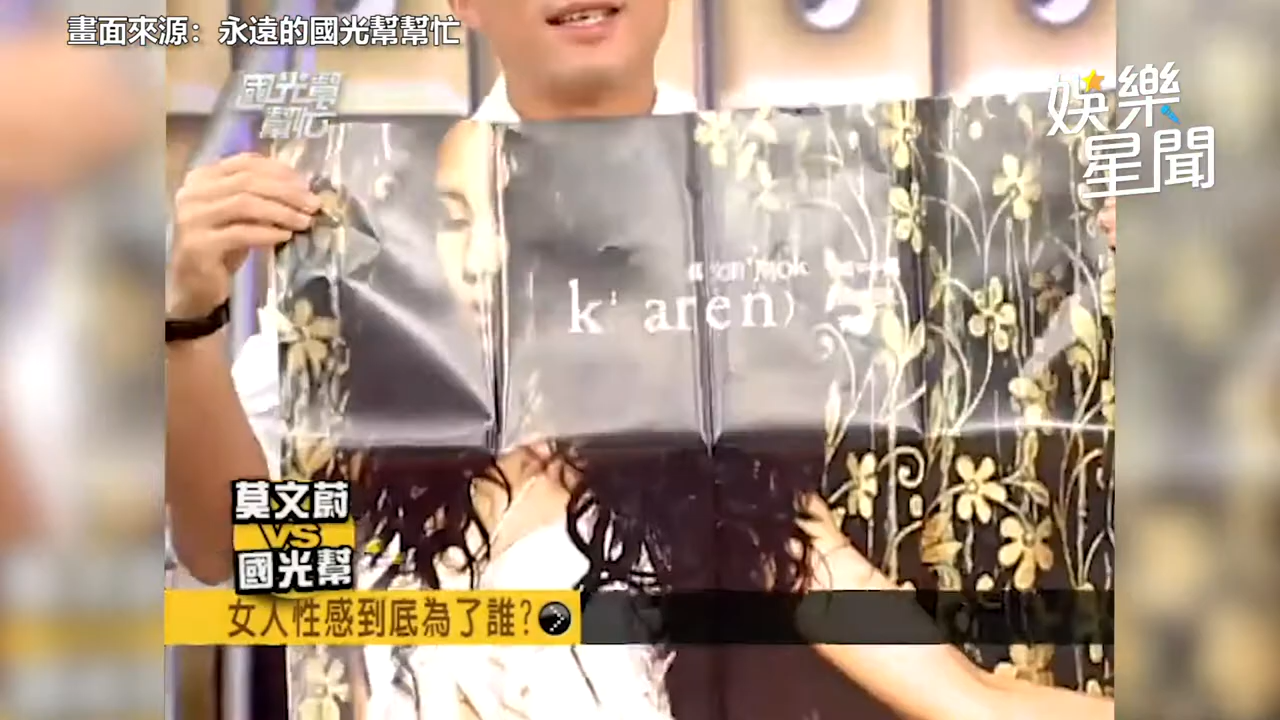 畫面來源：永遠的國光幫幫忙
國光幫
幫忙
娛樂
星聞
k' aren)
莫文蔚
VS
國光幫
女人性感到底為了誰?